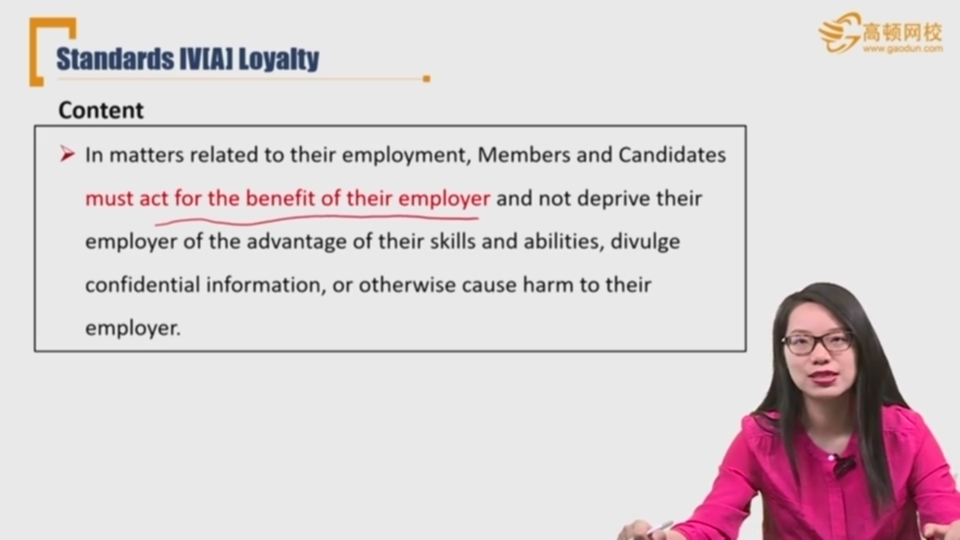 Standards IV[A] Loyalty
高顿网校
www.gaodun.com
Content
In matters related to their employment, Members and Candidates
must act for the benefit of their employer and not deprive their
employer of the advantage of their skills and abilities, divulge
confidential information, or otherwise cause harm to their
employer.